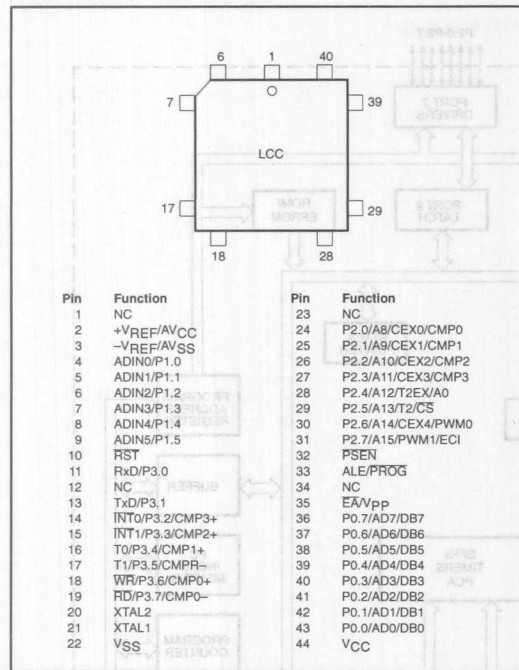 6 1 40
7 39
LCC
17 29
18 28
Pin Function
1 NC
2 +VREF/AVCC
3 –VREF/AVSS
4 ADIN0/P1.0
5 ADIN1/P1.1
6 ADIN2/P1.2
7 ADIN3/P1.3
8 ADIN4/P1.4
9 ADIN5/P1.5
10 R̅S̅T̅
11 RxD/P3.0
12 NC
13 TxD/P3.1
14 I̅N̅T̅0/P3.2/CMP3+
15 I̅N̅T̅1/P3.3/CMP2+
16 T0/P3.4/CMP1+
17 T1/P3.5/CMPR–
18 W̅R̅/P3.6/CMP0+
19 R̅D̅/P3.7/CMP0–
20 XTAL2
21 XTAL1
22 VSS
Pin Function
23 NC
24 P2.0/A8/CEX0/CMP0
25 P2.1/A9/CEX1/CMP1
26 P2.2/A10/CEX2/CMP2
27 P2.3/A11/CEX3/CMP3
28 P2.4/A12/T2EX/A0
29 P2.5/A13/T2/C̅S̅
30 P2.6/A14/CEX4/PWM0
31 P2.7/A15/PWM1/ECI
32 P̅S̅E̅N̅
33 ALE/P̅R̅O̅G̅
34 NC
35 E̅A̅/VPP
36 P0.7/AD7/DB7
37 P0.6/AD6/DB6
38 P0.5/AD5/DB5
39 P0.4/AD4/DB4
40 P0.3/AD3/DB3
41 P0.2/AD2/DB2
42 P0.1/AD1/DB1
43 P0.0/AD0/DB0
44 VCC